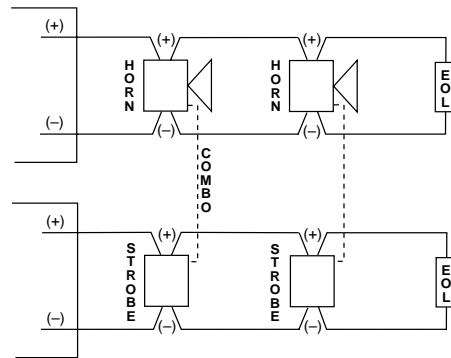 (+)
(+)
(+)
HORN
HORN
EOL
(–)
(–)
(–)
COMBO
(+)
(+)
(+)
STROBE
STROBE
EOL
(–)
(–)
(–)